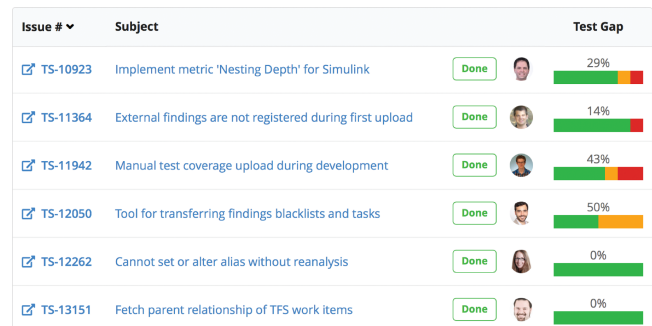 Issue # Subject Test Gap
TS-10923 Implement metric 'Nesting Depth' for Simulink Done 29%
TS-11364 External findings are not registered during first upload Done 14%
TS-11942 Manual test coverage upload during development Done 43%
TS-12050 Tool for transferring findings blacklists and tasks Done 50%
TS-12262 Cannot set or alter alias without reanalysis Done 0%
TS-13151 Fetch parent relationship of TFS work items Done 0%